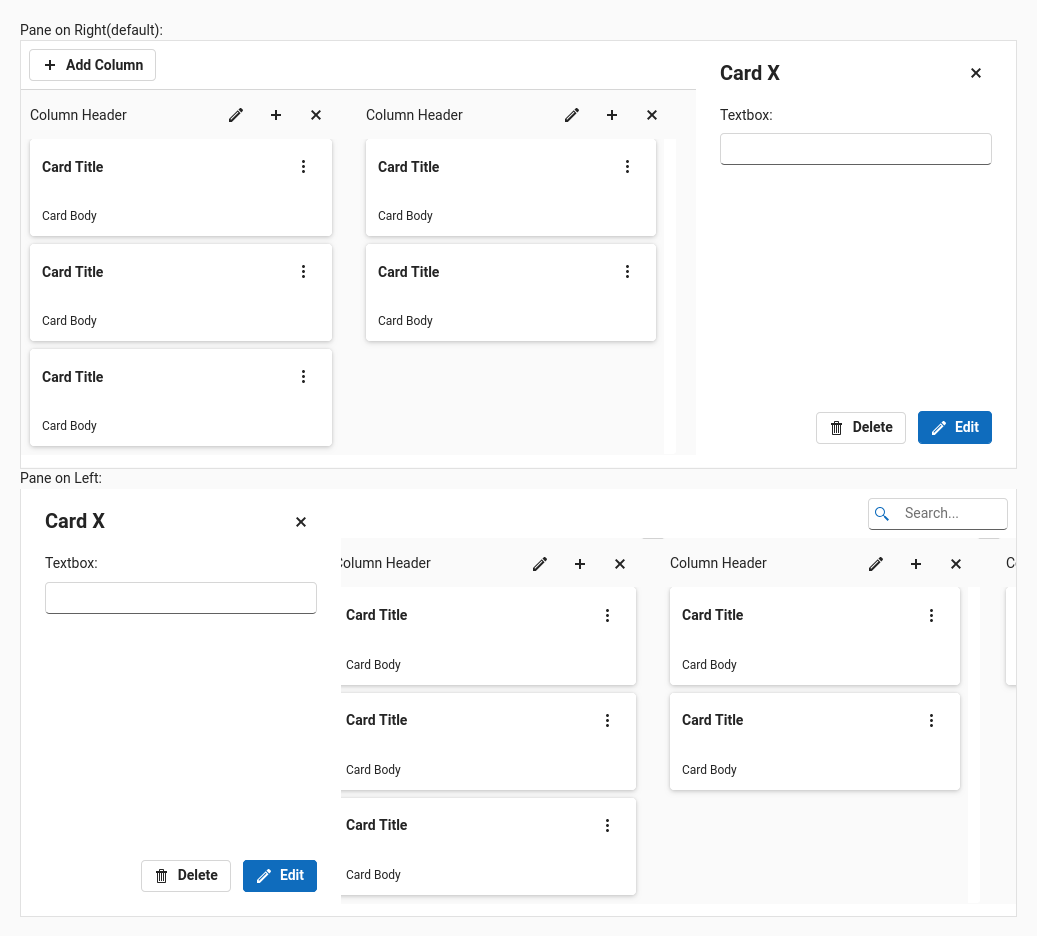 Pane on Right(default):
Add Column
Card X
Column Header
Column Header
Textbox:
Card Title
Card Title
Card Body
Card Body
Card Title
Card Title
Card Body
Card Body
Card Title
Card Body
Delete
Edit
Pane on Left:
Card X
Search...
Textbox:
Column Header
Column Header
C
Card Title
Card Title
Card Body
Card Body
Card Title
Card Title
Card Body
Card Body
Card Title
Card Body
Delete
Edit